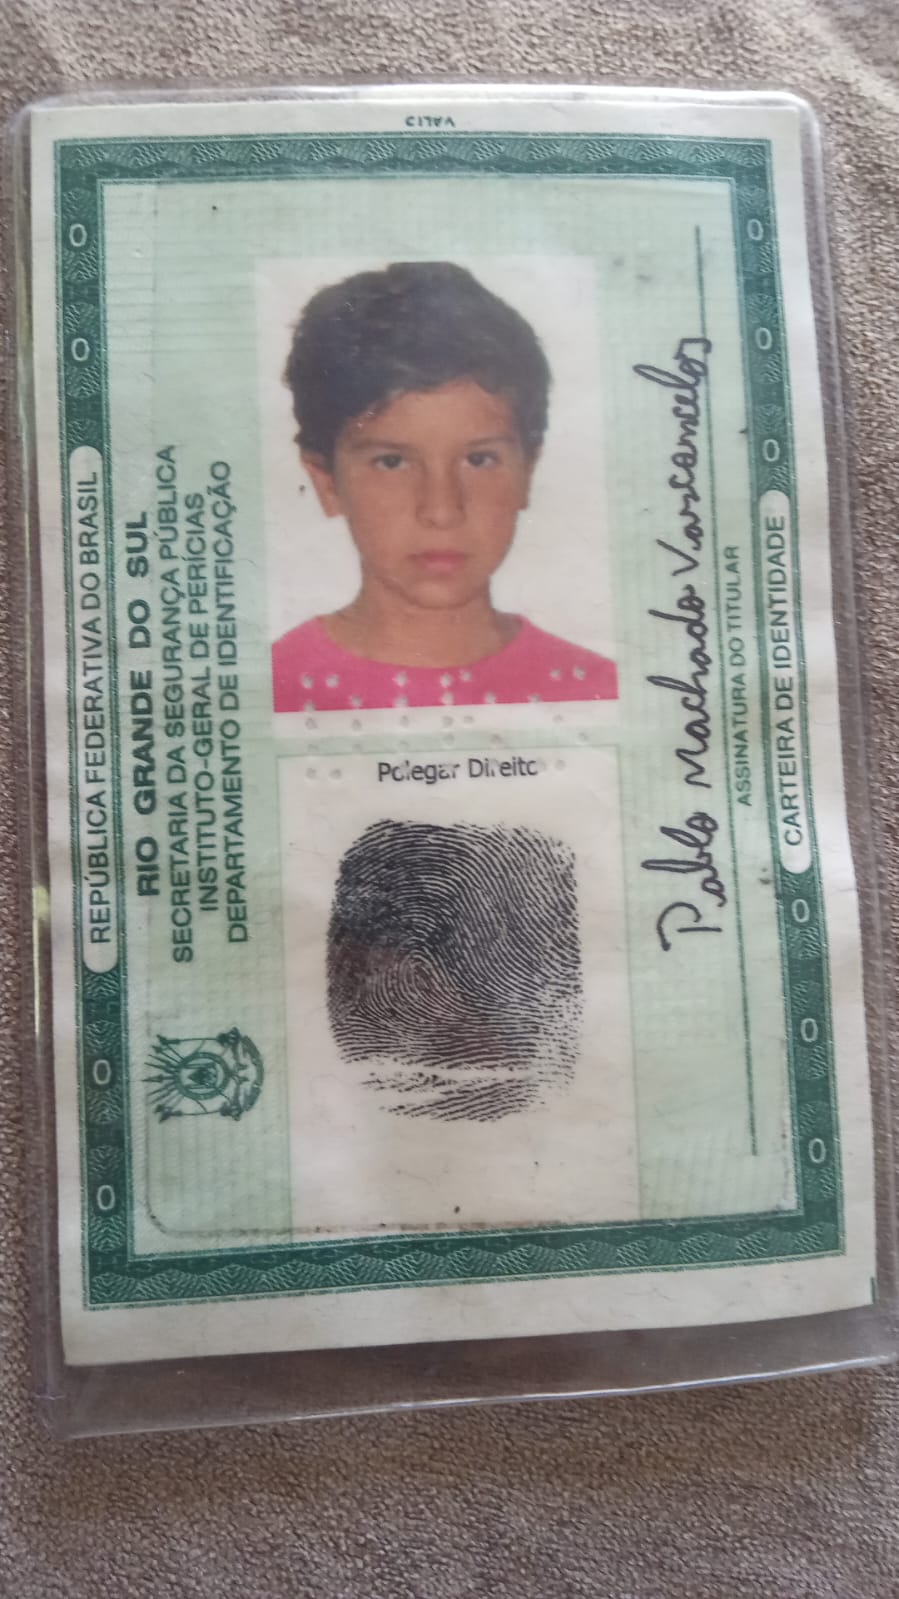 REPÚBLICA FEDERATIVA DO BRASIL
RIO GRANDE DO SUL
SECRETARIA DA SEGURANÇA PÚBLICA
INSTITUTO-GERAL DE PERÍCIAS
DEPARTAMENTO DE IDENTIFICAÇÃO
Polegar Direito
Pablo Machado Vasconcelos
ASSINATURA DO TITULAR
CARTEIRA DE IDENTIDADE